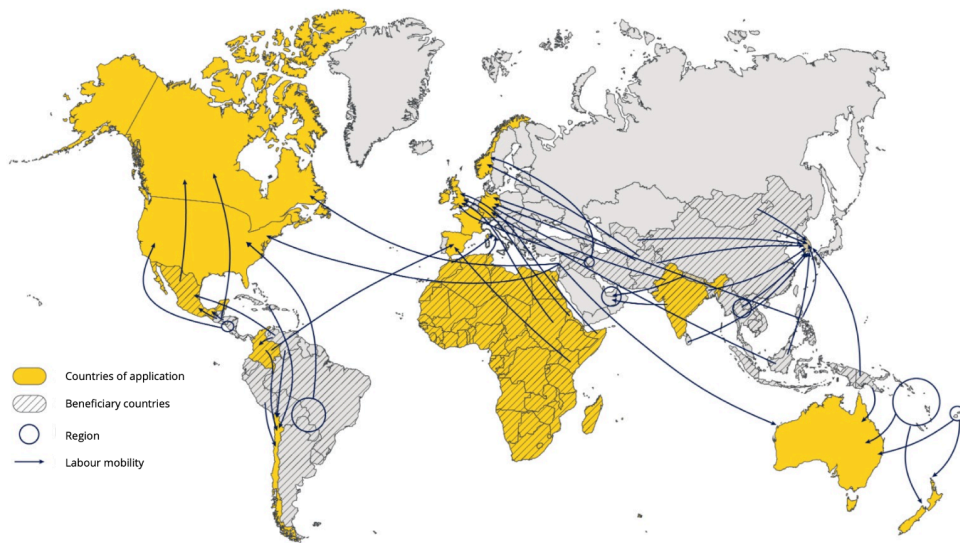 Countries of application
Beneficiary countries
Region
Labour mobility